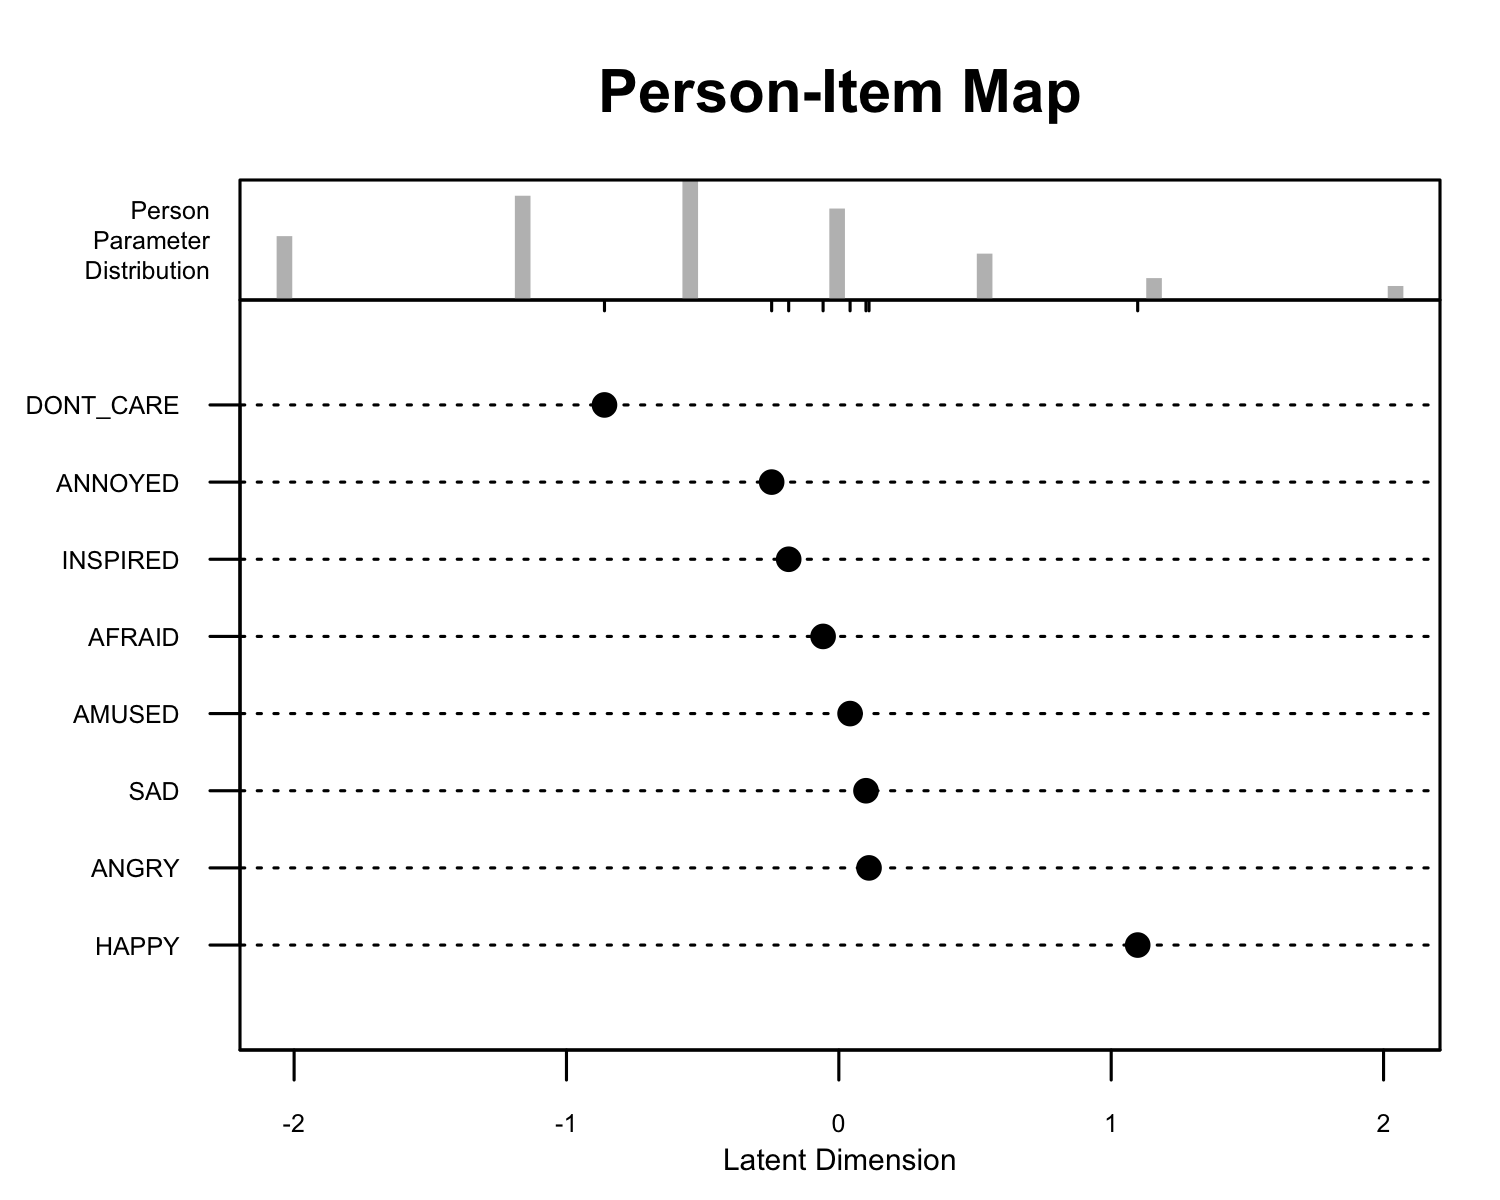 Person-Item Map
Person
Parameter
Distribution
DONT_CARE
ANNOYED
INSPIRED
AFRAID
AMUSED
SAD
ANGRY
HAPPY
-2 -1 0 1 2
Latent Dimension